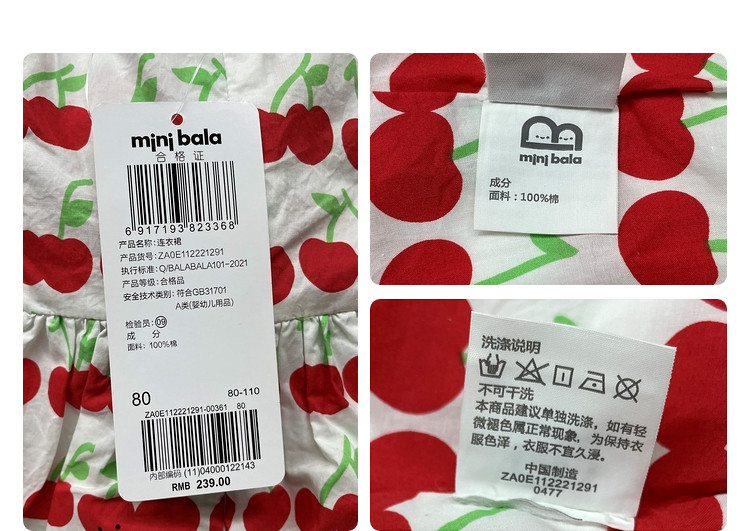 mini bala
合格证
6 917193 823368
产品名称:连衣裙
产品货号:ZA0E112221291
执行标准:Q/BALABALA101-2021
产品等级:合格品
安全技术类别:符合GB31701
A类(婴幼儿用品)
检验员:09
成 分
面料:100%棉
80 80-110
ZA0E112221291-00361 80
内部编码 (11)04000122143
RMB 239.00
mini bala
成分
面料:100%棉
洗涤说明
不可干洗
本商品建议单独洗涤,如有轻
微褪色属正常现象,为保持衣
服色泽,衣服不宜久浸。
中国制造
ZA0E112221291
0477